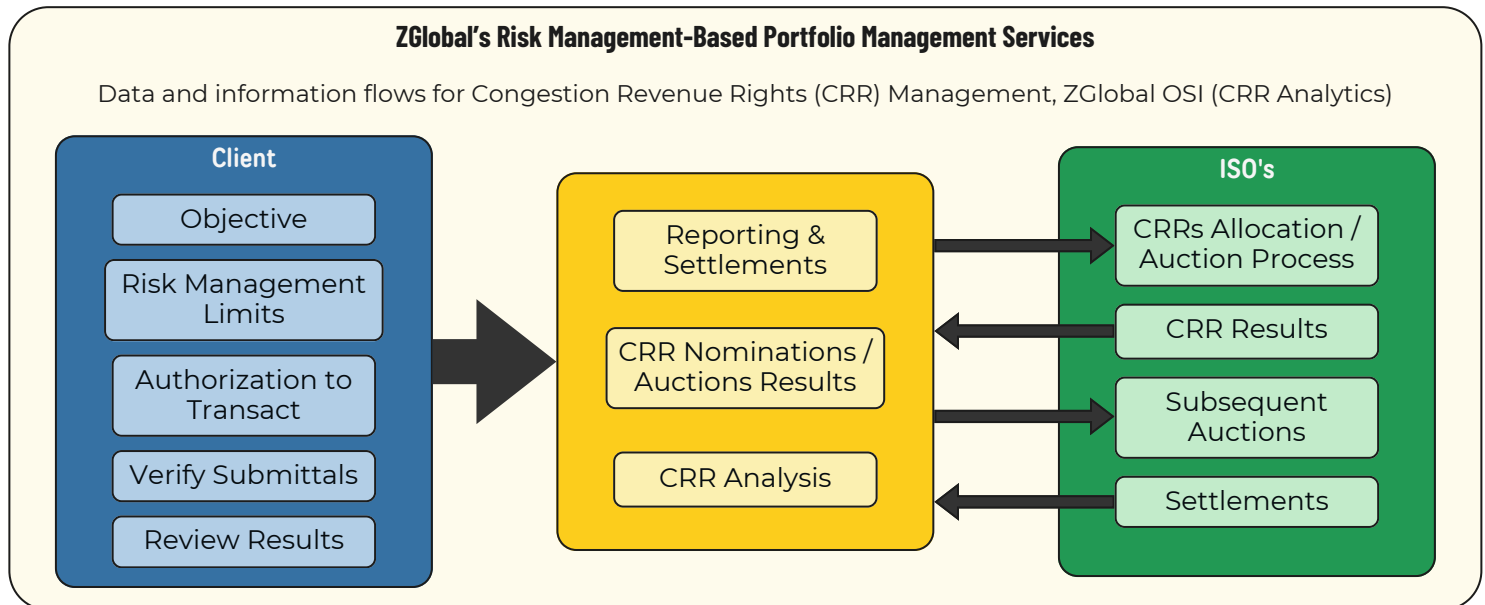 ZGlobal’s Risk Management-Based Portfolio Management Services
Data and information flows for Congestion Revenue Rights (CRR) Management, ZGlobal OSI (CRR Analytics)
Client
Objective
Risk Management
Limits
Authorization to
Transact
Verify Submittals
Review Results
Reporting &
Settlements
CRR Nominations /
Auctions Results
CRR Analysis
ISO's
CRRs Allocation /
Auction Process
CRR Results
Subsequent
Auctions
Settlements